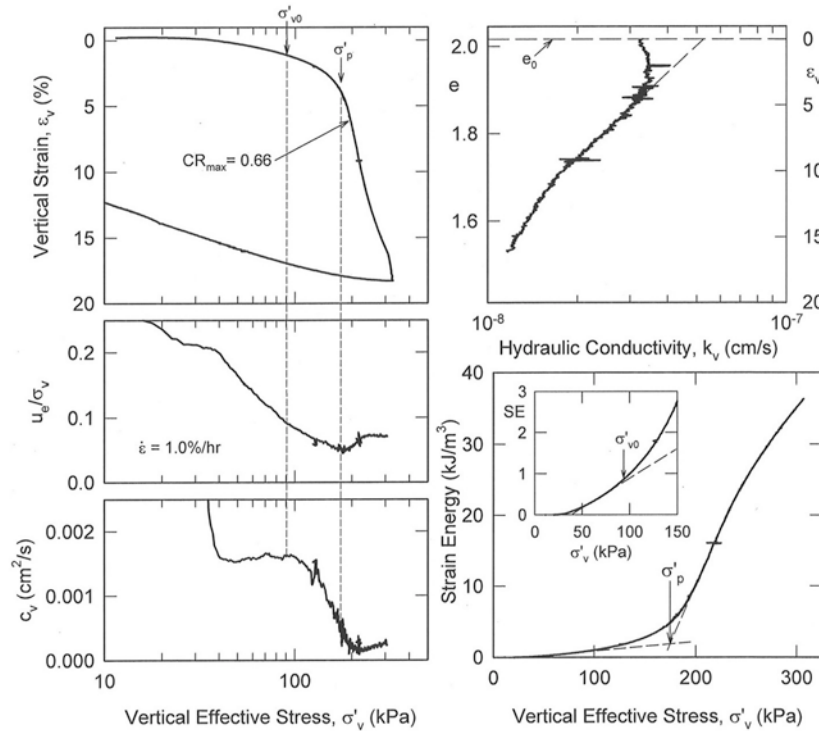 σ'v0
σ'p
0
5
10
15
20
Vertical Strain, εv (%)
CRmax= 0.66
0.2
0.1
0.0
ue/σv
ε̇ = 1.0%/hr
0.002
0.001
0.000
cv (cm²/s)
10
100
Vertical Effective Stress, σ'v (kPa)
2.0
1.8
1.6
e
e0
0
εv
5
10
15
20
10⁻⁸
10⁻⁷
Hydraulic Conductivity, kv (cm/s)
40
30
20
10
0
Strain Energy (kJ/m³)
3
SE
2
1
0
σ'v0
0
50
100
150
σ'v (kPa)
σ'p
0
100
200
300
Vertical Effective Stress, σ'v (kPa)